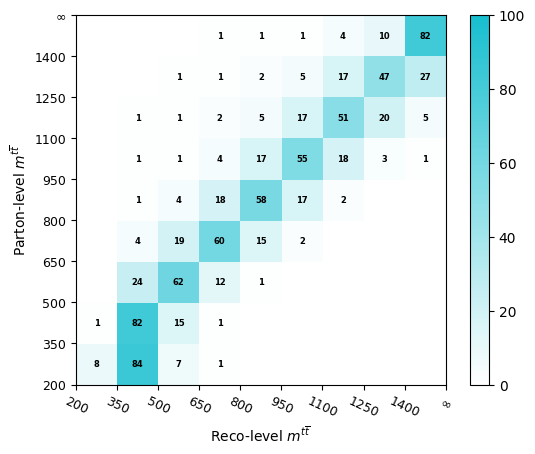 ∞
1400
1250
1100
950
800
650
500
350
200
Parton-level m^{tt̅}
1 1 1 4 10 82
1 1 2 5 17 47 27
1 1 2 5 17 51 20 5
1 1 4 17 55 18 3 1
1 4 18 58 17 2
4 19 60 15 2
24 62 12 1
1 82 15 1
8 84 7 1
200 350 500 650 800 950 1100 1250 1400 ∞
Reco-level m^{tt̅}
100
80
60
40
20
0